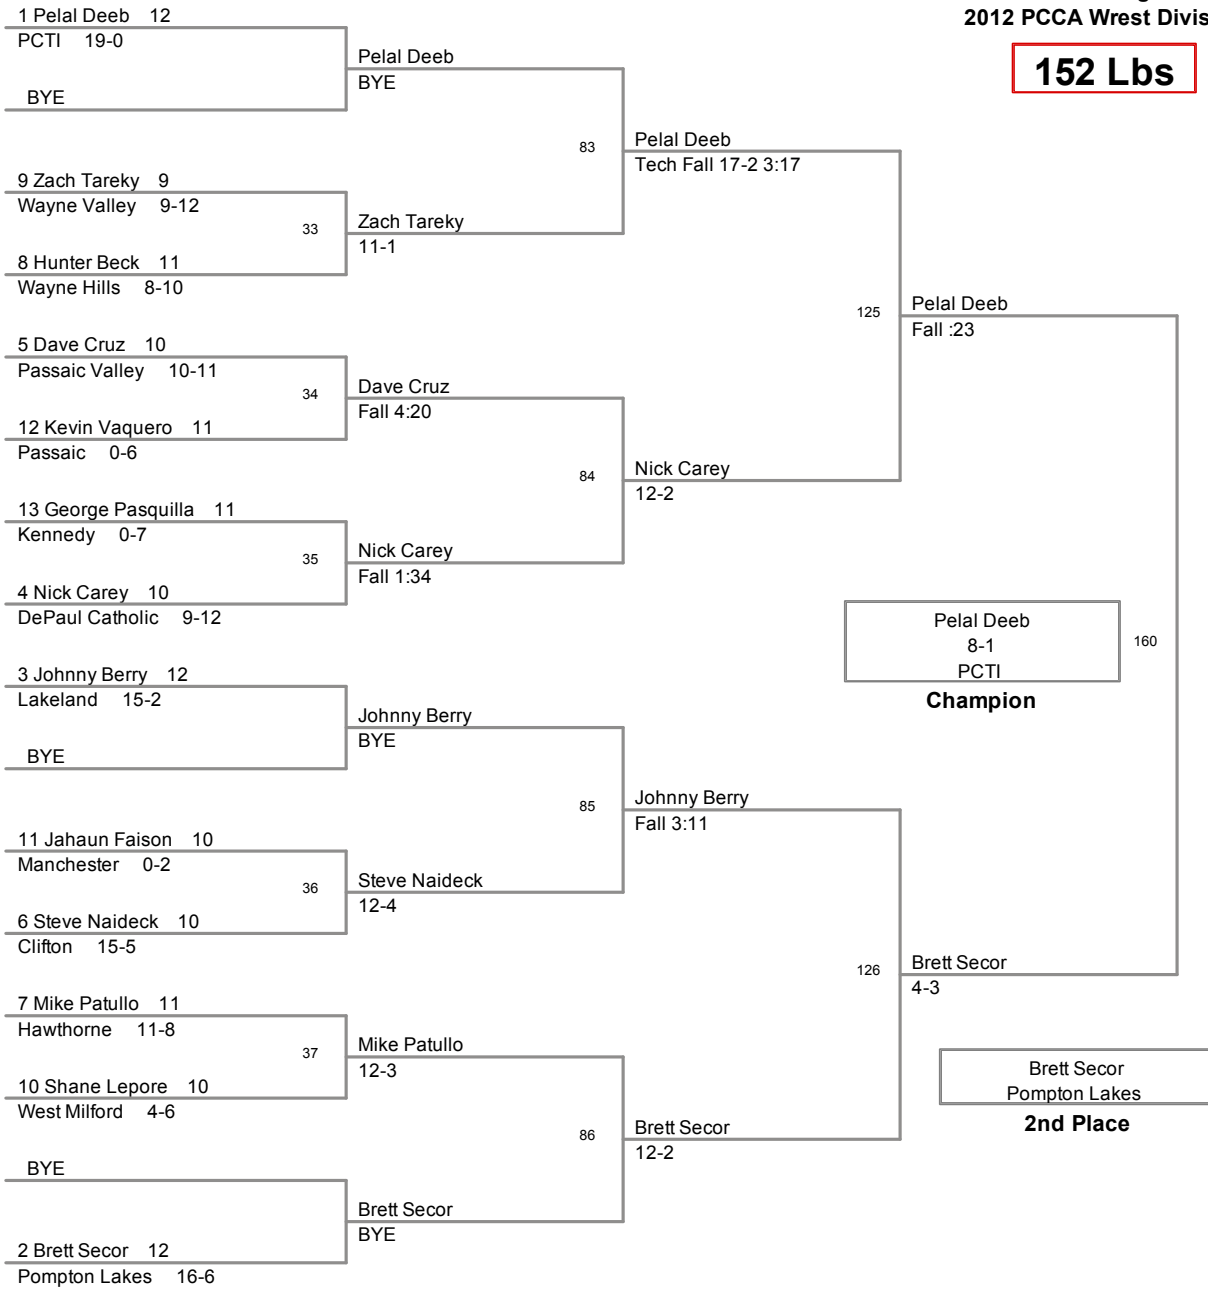 2012 PCCA Wrest Divis
152 Lbs
1 Pelal Deeb 12
PCTI 19-0
BYE
9 Zach Tareky 9
Wayne Valley 9-12
33
8 Hunter Beck 11
Wayne Hills 8-10
5 Dave Cruz 10
Passaic Valley 10-11
34
12 Kevin Vaquero 11
Passaic 0-6
13 George Pasquilla 11
Kennedy 0-7
35
4 Nick Carey 10
DePaul Catholic 9-12
3 Johnny Berry 12
Lakeland 15-2
BYE
11 Jahaun Faison 10
Manchester 0-2
36
6 Steve Naideck 10
Clifton 15-5
7 Mike Patullo 11
Hawthorne 11-8
37
10 Shane Lepore 10
West Milford 4-6
BYE
2 Brett Secor 12
Pompton Lakes 16-6
Pelal Deeb
BYE
83
Zach Tareky
11-1
Dave Cruz
Fall 4:20
84
Nick Carey
Fall 1:34
Johnny Berry
BYE
85
Steve Naideck
12-4
Mike Patullo
12-3
86
Brett Secor
BYE
Pelal Deeb
Tech Fall 17-2 3:17
125
Nick Carey
12-2
Johnny Berry
Fall 3:11
126
Brett Secor
12-2
Pelal Deeb
Fall :23
160
Brett Secor
4-3
Pelal Deeb
8-1
PCTI
Champion
Brett Secor
Pompton Lakes
2nd Place